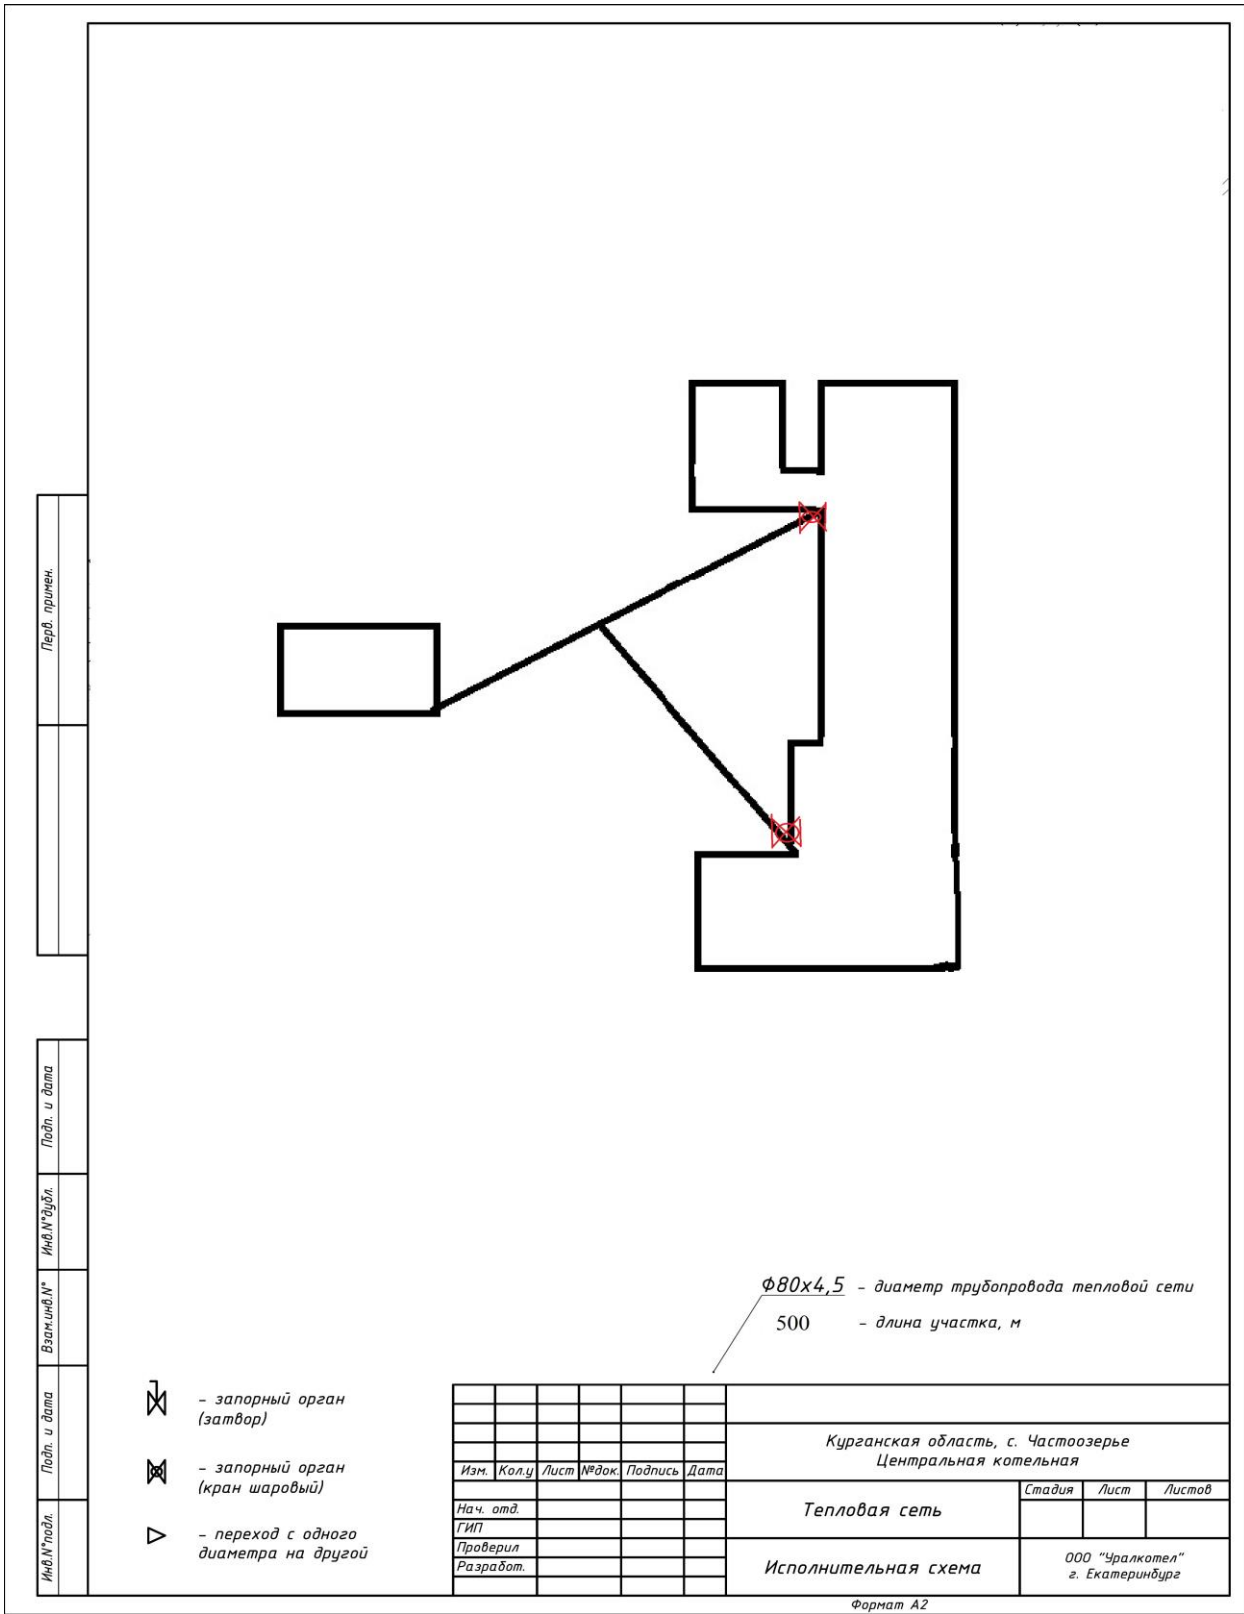 Перв. примен.
Подп. и дата
Инв.N°дубл.
Взам.инв.N°
Подп. и дата
Инв.N°подл.
Ф80х4,5 - диаметр трубопровода тепловой сети
500 - длина участка, м
- запорный орган
(затвор)
- запорный орган
(кран шаровый)
- переход с одного
диаметра на другой
Изм. Кол.у Лист №док. Подпись Дата
Нач. отд.
ГИП
Проверил
Разработ.
Курганская область, с. Частоозерье
Центральная котельная
Тепловая сеть
Стадия Лист Листов
Исполнительная схема
ООО "Уралкотел"
г. Екатеринбург
Формат А2